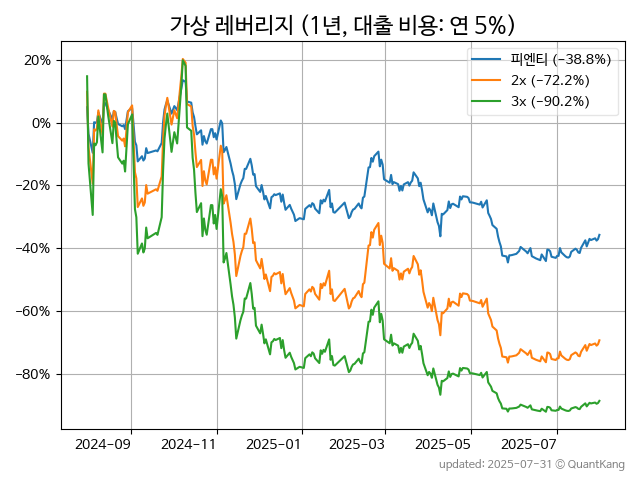 가상 레버리지 (1년, 대출 비용: 연 5%)
피엔티 (−38.8%)
2x (−72.2%)
3x (−90.2%)
20%
0%
−20%
−40%
−60%
−80%
2024-09 2024-11 2025-01 2025-03 2025-05 2025-07
updated: 2025-07-31 © QuantKang